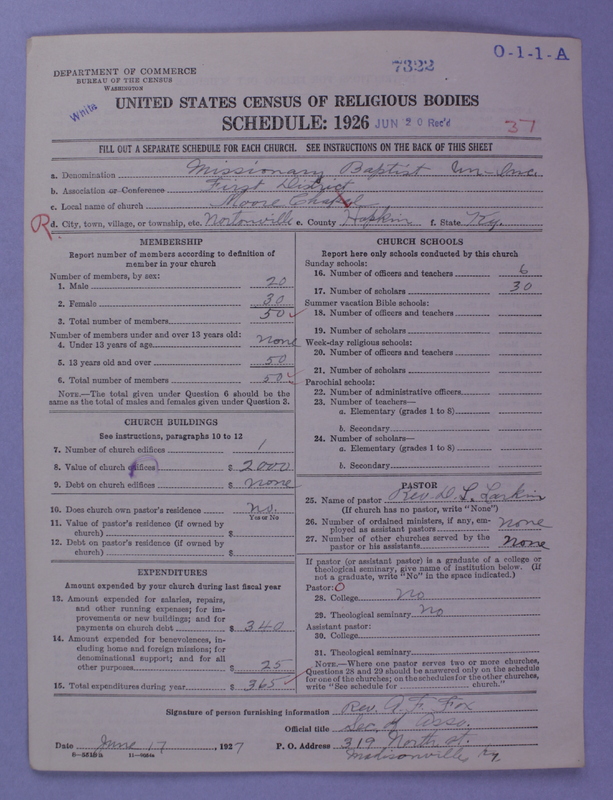 O-1-1-A
7322
DEPARTMENT OF COMMERCE
BUREAU OF THE CENSUS
WASHINGTON
White
UNITED STATES CENSUS OF RELIGIOUS BODIES
SCHEDULE: 1926 JUN 20 Rec'd
37
FILL OUT A SEPARATE SCHEDULE FOR EACH CHURCH. SEE INSTRUCTIONS ON THE BACK OF THIS SHEET
a. Denomination Missionary Baptist Un-Inc.
b. Association or Conference First District
c. Local name of church Moore Chapel
R d. City, town, village, or township, etc. Nortonville e. County Hopkin f. State Ky.
MEMBERSHIP
Report number of members according to definition of
member in your church
Number of members, by sex:
1. Male 20
2. Female 30
3. Total number of members 50
Number of members under and over 13 years old:
4. Under 13 years of age none
5. 13 years old and over 50
6. Total number of members 50
NOTE.—The total given under Question 6 should be the
same as the total of males and females given under Question 3.
CHURCH BUILDINGS
See instructions, paragraphs 10 to 12
7. Number of church edifices 1
8. Value of church edifices $ 2000
9. Debt on church edifices $ none
10. Does church own pastor's residence no.
Yes or No
11. Value of pastor's residence (if owned by
church) $
12. Debt on pastor's residence (if owned by
church) $
EXPENDITURES
Amount expended by your church during last fiscal year
13. Amount expended for salaries, repairs,
and other running expenses; for im-
provements or new buildings; and for
payments on church debt $ 340
14. Amount expended for benevolences, in-
cluding home and foreign missions; for
denominational support; and for all
other purposes $ 25
15. Total expenditures during year $ 365
CHURCH SCHOOLS
Report here only schools conducted by this church
Sunday schools:
16. Number of officers and teachers 6
17. Number of scholars 30
Summer vacation Bible schools:
18. Number of officers and teachers
19. Number of scholars
Week-day religious schools:
20. Number of officers and teachers
21. Number of scholars
Parochial schools:
22. Number of administrative officers
23. Number of teachers—
a. Elementary (grades 1 to 8)
b. Secondary
24. Number of scholars—
a. Elementary (grades 1 to 8)
b. Secondary
PASTOR
25. Name of pastor Rev. D. L. Larkin
(If church has no pastor, write "None")
26. Number of ordained ministers, if any, em-
ployed as assistant pastors none
27. Number of other churches served by the
pastor or his assistants None
If pastor (or assistant pastor) is a graduate of a college or
theological seminary, give name of institution below. (If
not a graduate, write "No" in the space indicated.)
Pastor: O
28. College No
29. Theological seminary No
Assistant pastor:
30. College
31. Theological seminary
NOTE.—Where one pastor serves two or more churches,
Questions 28 and 29 should be answered only on the schedule
for one of the churches; on the schedules for the other churches,
write "See schedule for church."
Signature of person furnishing information Rev. A. F. Fox
Official title Sec. of Asso.
Date June 17, 1927 P. O. Address 319 North St.
Madisonville, Ky.